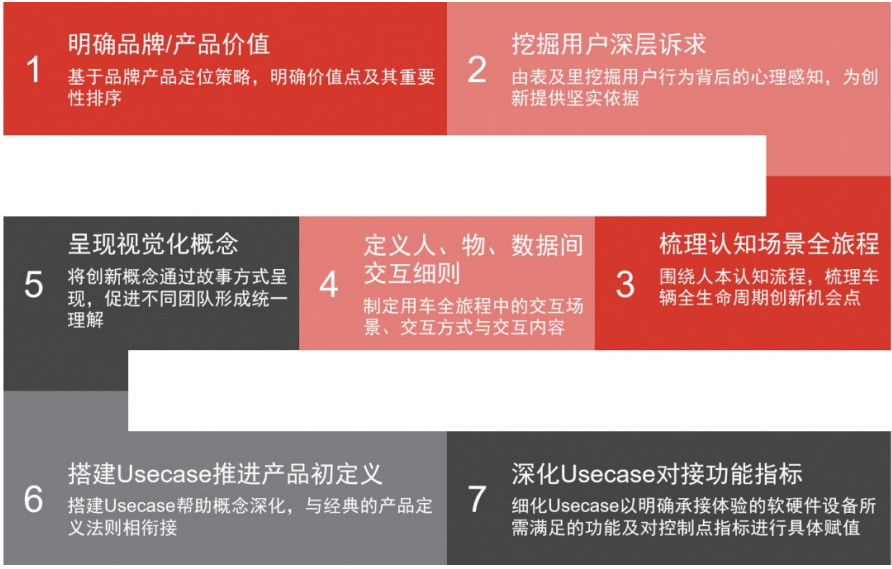 1
明确品牌/产品价值
基于品牌产品定位策略，明确价值点及其重要
性排序
2
挖掘用户深层诉求
由表及里挖掘用户行为背后的心理感知，为创
新提供坚实依据
3
梳理认知场景全旅程
围绕人本认知流程，梳理车
辆全生命周期创新机会点
4
定义人、物、数据间
交互细则
制定用车全旅程中的交互场
景、交互方式与交互内容
5
呈现视觉化概念
将创新概念通过故事方式呈
现，促进不同团队形成统一
理解
6
搭建Usecase推进产品初定义
搭建Usecase帮助概念深化，与经典的产品定
义法则相衔接
7
深化Usecase对接功能指标
细化Usecase以明确承接体验的软硬件设备所
需满足的功能及对控制点指标进行具体赋值